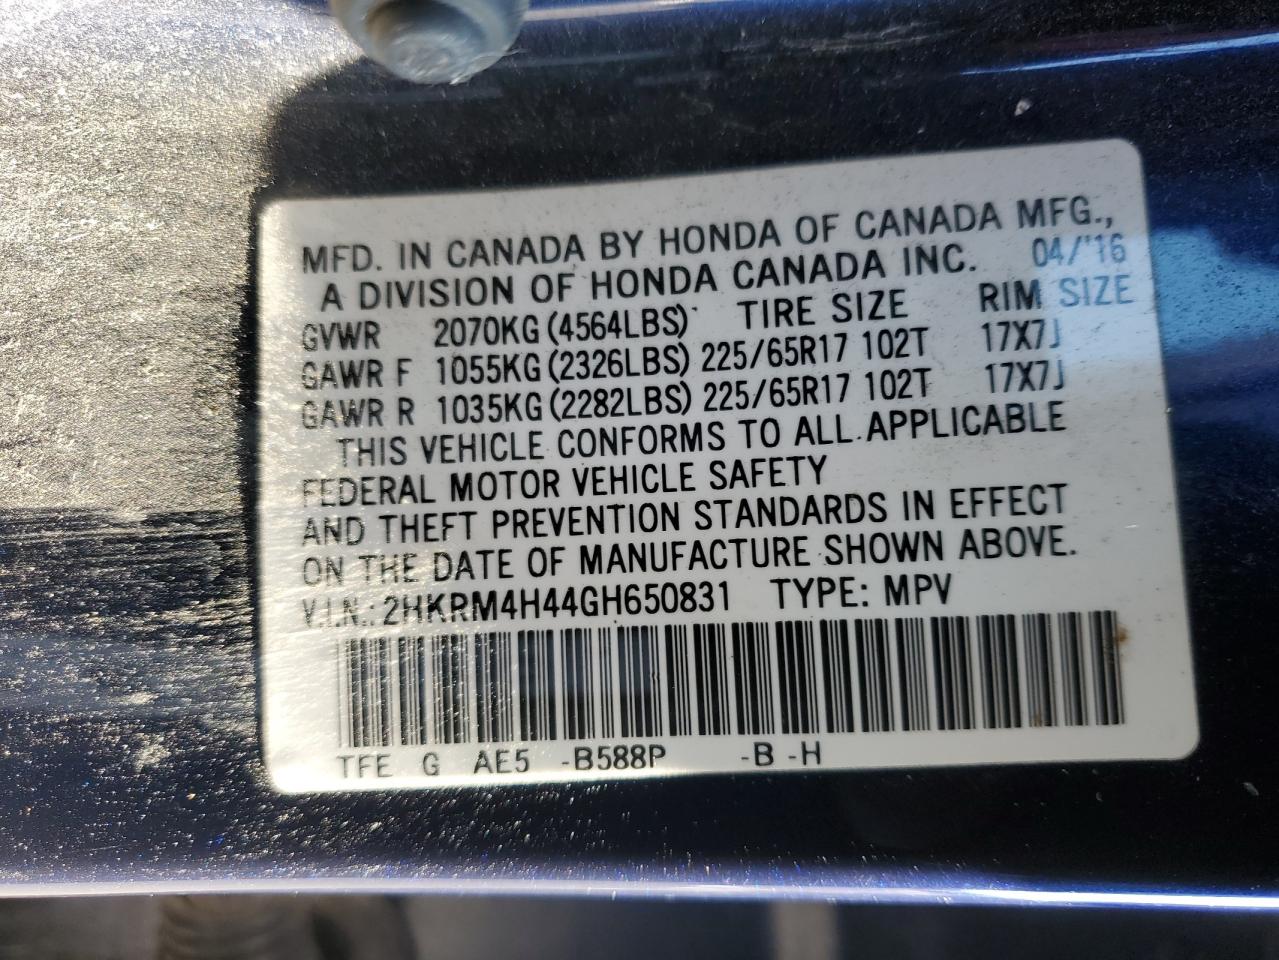 MFD. IN CANADA BY HONDA OF CANADA MFG.,
A DIVISION OF HONDA CANADA INC. 04/'16
GVWR 2070KG (4564LBS) TIRE SIZE RIM SIZE
GAWR F 1055KG (2326LBS) 225/65R17 102T 17X7J
GAWR R 1035KG (2282LBS) 225/65R17 102T 17X7J
THIS VEHICLE CONFORMS TO ALL APPLICABLE
FEDERAL MOTOR VEHICLE SAFETY
AND THEFT PREVENTION STANDARDS IN EFFECT
ON THE DATE OF MANUFACTURE SHOWN ABOVE.
V.I.N.: 2HKRM4H44GH650831 TYPE: MPV
TFE G AE5 -B588P -B -H